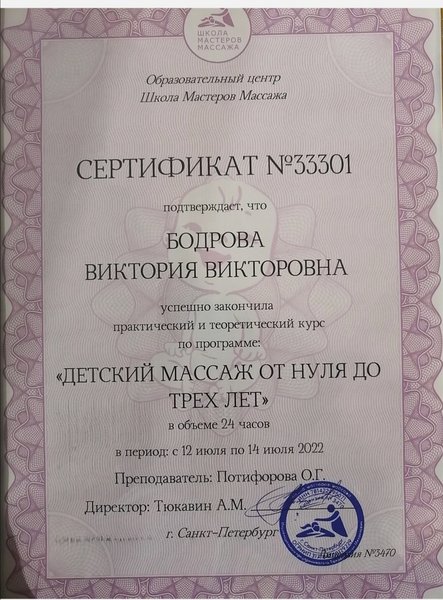 ШКОЛА
МАСТЕРОВ
МАССАЖА
Образовательный центр
Школа Мастеров Массажа
СЕРТИФИКАТ №33301
подтверждает, что
БОДРОВА
ВИКТОРИЯ ВИКТОРОВНА
успешно закончила
практический и теоретический курс
по программе:
«ДЕТСКИЙ МАССАЖ ОТ НУЛЯ ДО
ТРЕХ ЛЕТ»
в объеме 24 часов
в период: с 12 июля по 14 июля 2022
Преподаватель: Потифорова О.Г.
Директор: Тюкавин А.М.
г. Санкт-Петербург
Лицензия №3470